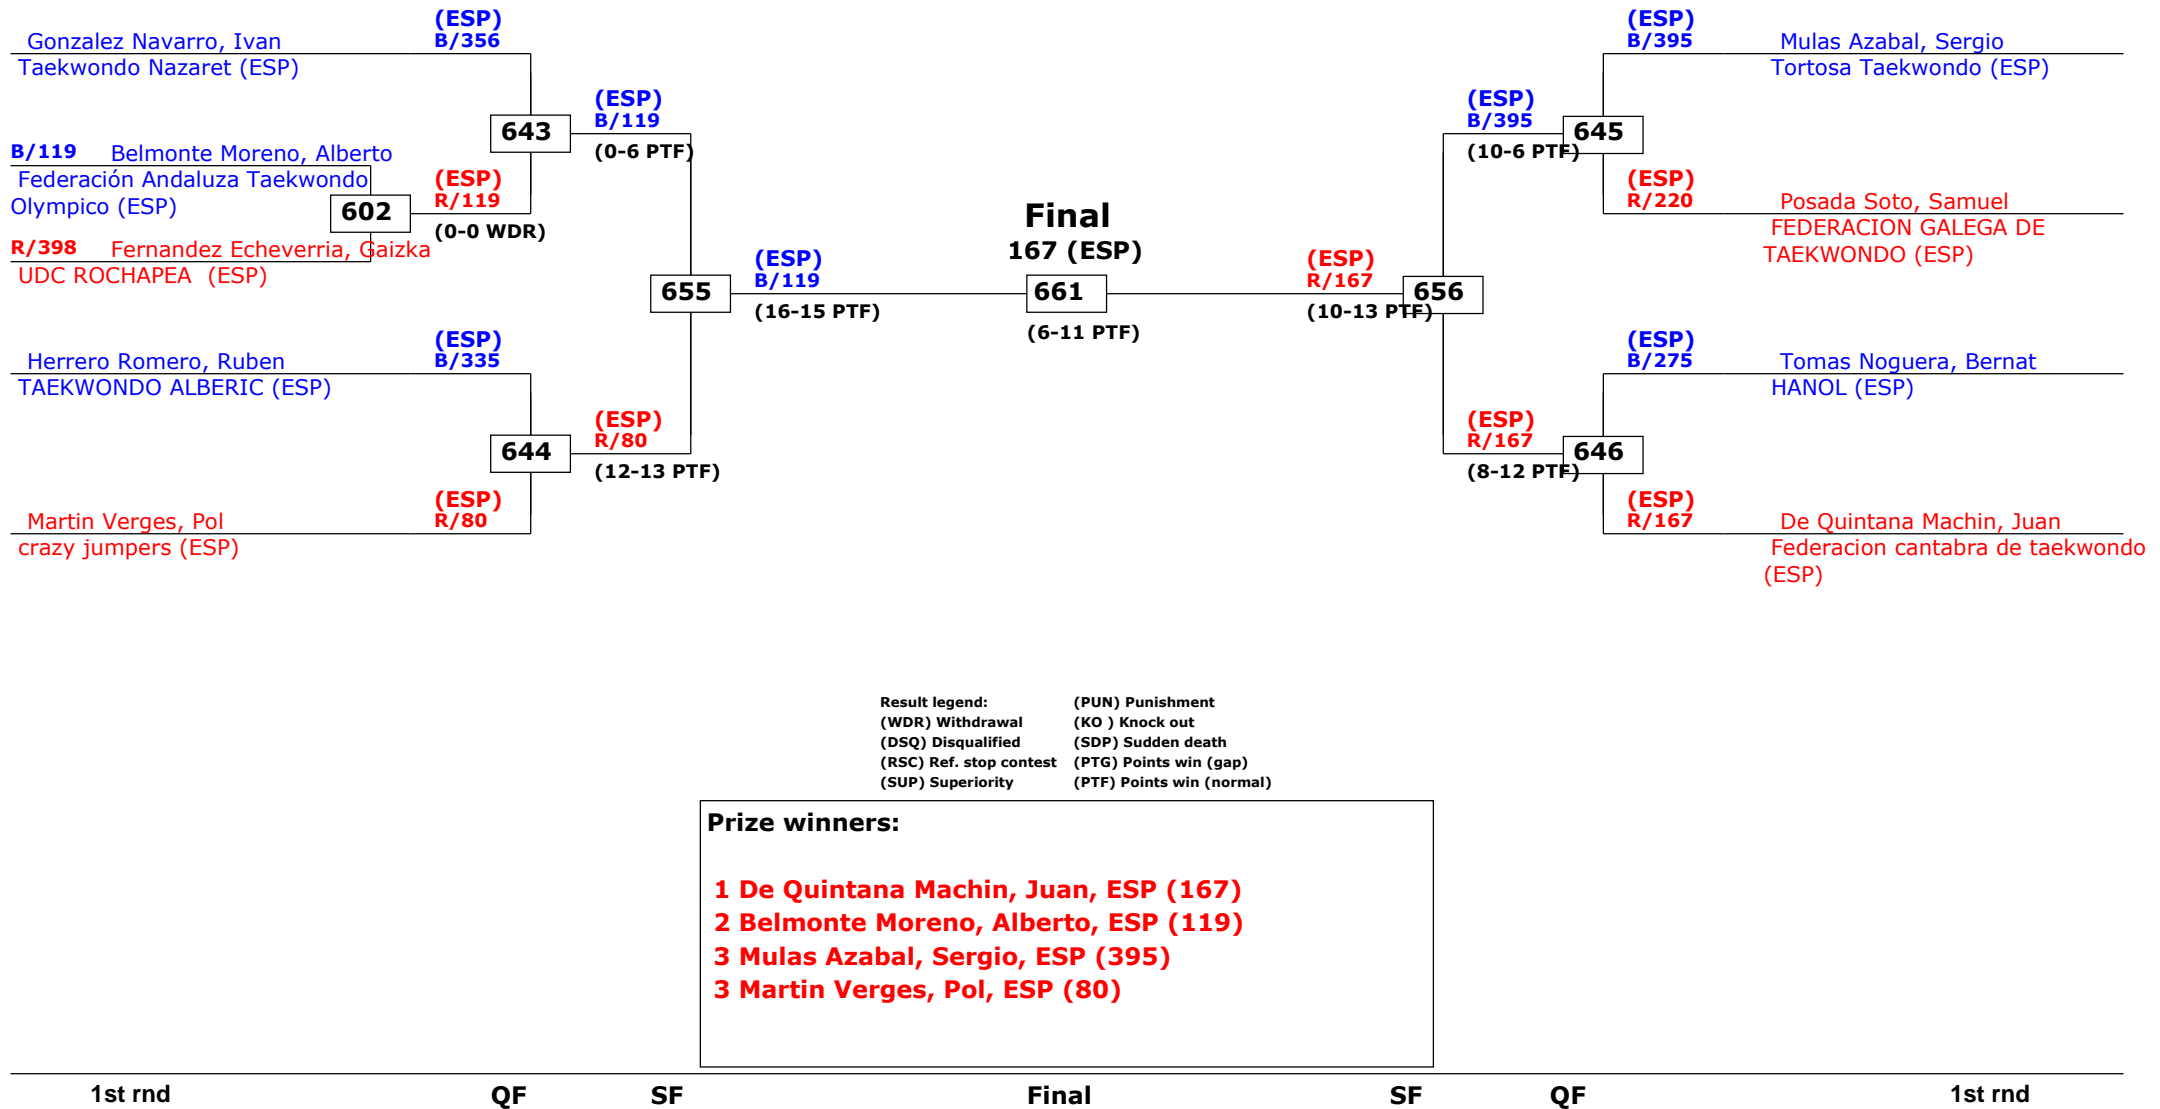 (ESP)
B/356
Gonzalez Navarro, Ivan
Taekwondo Nazaret (ESP)
643
(ESP)
B/119
(0-6 PTF)
B/119 Belmonte Moreno, Alberto
Federación Andaluza Taekwondo
Olympico (ESP)
602
(ESP)
R/119
(0-0 WDR)
R/398 Fernandez Echeverria, Gaizka
UDC ROCHAPEA (ESP)
655
(ESP)
B/119
(16-15 PTF)
(ESP)
B/335
Herrero Romero, Ruben
TAEKWONDO ALBERIC (ESP)
644
(ESP)
R/80
(12-13 PTF)
(ESP)
R/80
Martin Verges, Pol
crazy jumpers (ESP)
Final
167 (ESP)
661
(6-11 PTF)
(ESP)
R/167
(10-13 PTF)
656
(ESP)
B/395
(10-6 PTF)
645
(ESP)
B/395
Mulas Azabal, Sergio
Tortosa Taekwondo (ESP)
(ESP)
R/220
Posada Soto, Samuel
FEDERACION GALEGA DE
TAEKWONDO (ESP)
(ESP)
B/275
Tomas Noguera, Bernat
HANOL (ESP)
(ESP)
R/167
(8-12 PTF)
646
(ESP)
R/167
De Quintana Machin, Juan
Federacion cantabra de taekwondo
(ESP)
Result legend: (PUN) Punishment
(WDR) Withdrawal (KO ) Knock out
(DSQ) Disqualified (SDP) Sudden death
(RSC) Ref. stop contest (PTG) Points win (gap)
(SUP) Superiority (PTF) Points win (normal)
Prize winners:
1 De Quintana Machin, Juan, ESP (167)
2 Belmonte Moreno, Alberto, ESP (119)
3 Mulas Azabal, Sergio, ESP (395)
3 Martin Verges, Pol, ESP (80)
1st rnd QF SF Final SF QF 1st rnd